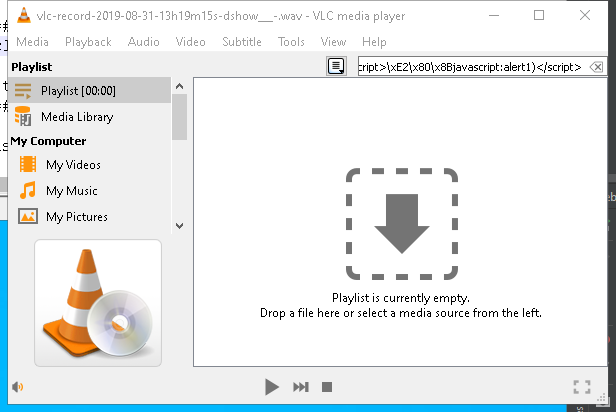 vlc-record-2019-08-31-13h19m15s-dshow___-.wav - VLC media player
Media Playback Audio Video Subtitle Tools View Help
Playlist
cript>\xE2\x80\x8Bjavascript:alert1)</script>
Playlist [00:00]
Media Library
My Computer
My Videos
My Music
My Pictures
Playlist is currently empty.
Drop a file here or select a media source from the left.